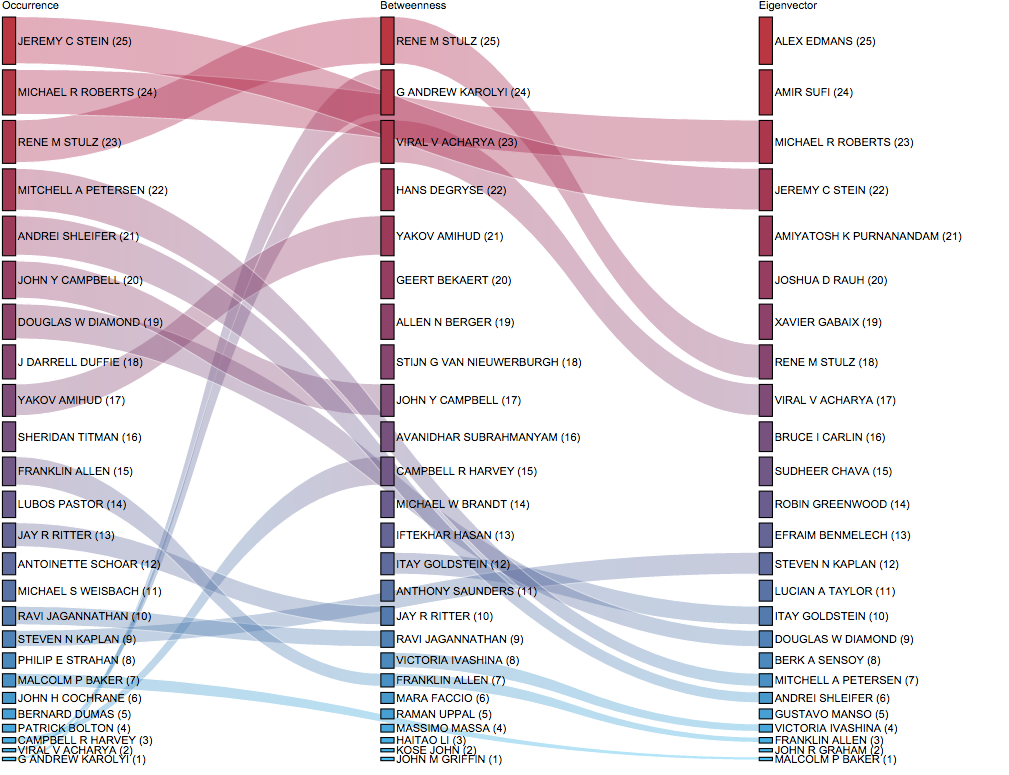 Occurrence
JEREMY C STEIN (25)
MICHAEL R ROBERTS (24)
RENE M STULZ (23)
MITCHELL A PETERSEN (22)
ANDREI SHLEIFER (21)
JOHN Y CAMPBELL (20)
DOUGLAS W DIAMOND (19)
J DARRELL DUFFIE (18)
YAKOV AMIHUD (17)
SHERIDAN TITMAN (16)
FRANKLIN ALLEN (15)
LUBOS PASTOR (14)
JAY R RITTER (13)
ANTOINETTE SCHOAR (12)
MICHAEL S WEISBACH (11)
RAVI JAGANNATHAN (10)
STEVEN N KAPLAN (9)
PHILIP E STRAHAN (8)
MALCOLM P BAKER (7)
JOHN H COCHRANE (6)
BERNARD DUMAS (5)
PATRICK BOLTON (4)
CAMPBELL R HARVEY (3)
VIRAL V ACHARYA (2)
G ANDREW KAROLYI (1)
Betweenness
RENE M STULZ (25)
G ANDREW KAROLYI (24)
VIRAL V ACHARYA (23)
HANS DEGRYSE (22)
YAKOV AMIHUD (21)
GEERT BEKAERT (20)
ALLEN N BERGER (19)
STIJN G VAN NIEUWERBURGH (18)
JOHN Y CAMPBELL (17)
AVANIDHAR SUBRAHMANYAM (16)
CAMPBELL R HARVEY (15)
MICHAEL W BRANDT (14)
IFTEKHAR HASAN (13)
ITAY GOLDSTEIN (12)
ANTHONY SAUNDERS (11)
JAY R RITTER (10)
RAVI JAGANNATHAN (9)
VICTORIA IVASHINA (8)
FRANKLIN ALLEN (7)
MARA FACCIO (6)
RAMAN UPPAL (5)
MASSIMO MASSA (4)
HAITAO LI (3)
KOSE JOHN (2)
JOHN M GRIFFIN (1)
Eigenvector
ALEX EDMANS (25)
AMIR SUFI (24)
MICHAEL R ROBERTS (23)
JEREMY C STEIN (22)
AMIYATOSH K PURNANANDAM (21)
JOSHUA D RAUH (20)
XAVIER GABAIX (19)
RENE M STULZ (18)
VIRAL V ACHARYA (17)
BRUCE I CARLIN (16)
SUDHEER CHAVA (15)
ROBIN GREENWOOD (14)
EFRAIM BENMELECH (13)
STEVEN N KAPLAN (12)
LUCIAN A TAYLOR (11)
ITAY GOLDSTEIN (10)
DOUGLAS W DIAMOND (9)
BERK A SENSOY (8)
MITCHELL A PETERSEN (7)
ANDREI SHLEIFER (6)
GUSTAVO MANSO (5)
VICTORIA IVASHINA (4)
FRANKLIN ALLEN (3)
JOHN R GRAHAM (2)
MALCOLM P BAKER (1)